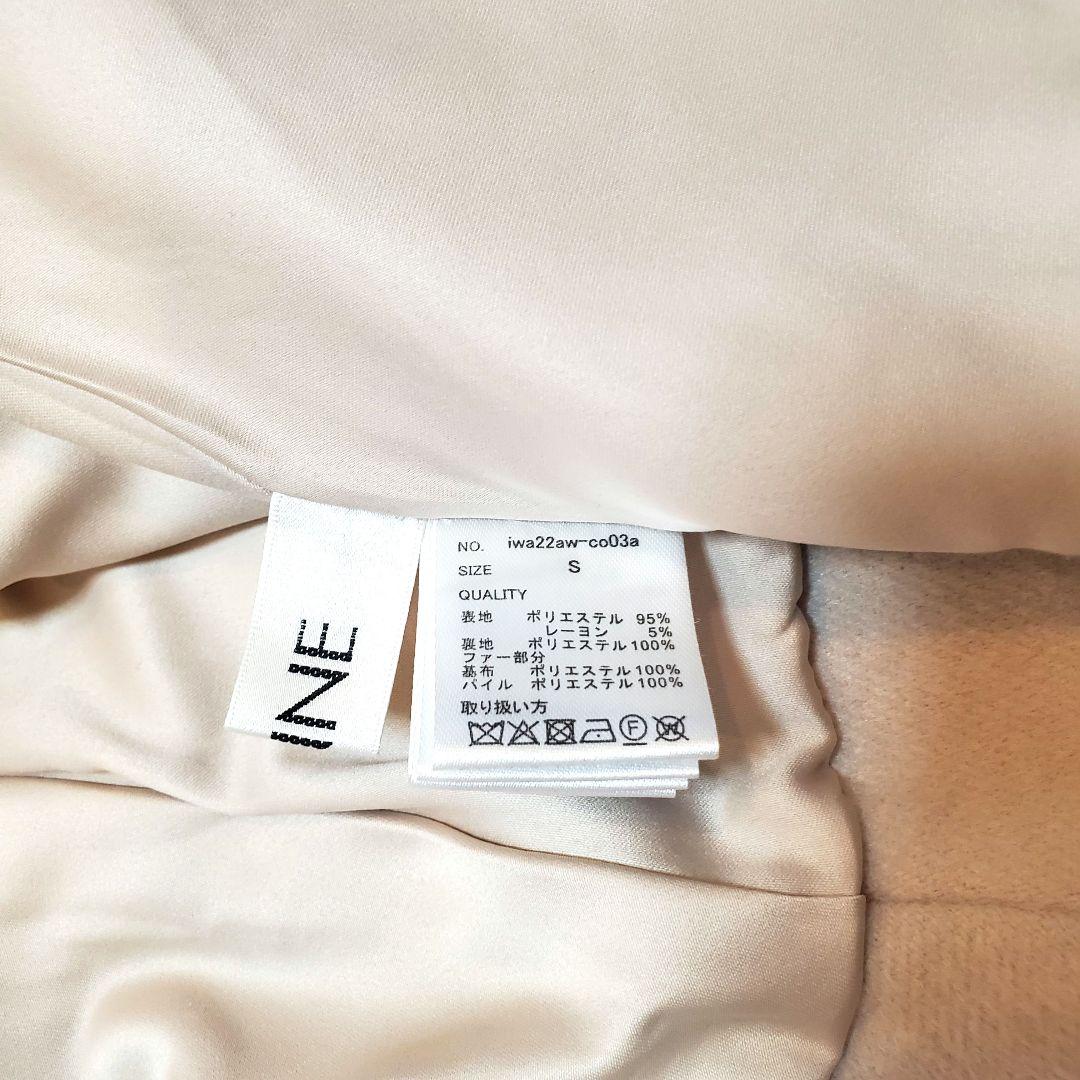 INE
NO. iwa22aw-co03a
SIZE S
QUALITY
表地 ポリエステル 95%
レーヨン 5%
裏地 ポリエステル100%
ファー部分
基布 ポリエステル100%
パイル ポリエステル100%
取り扱い方
F
W